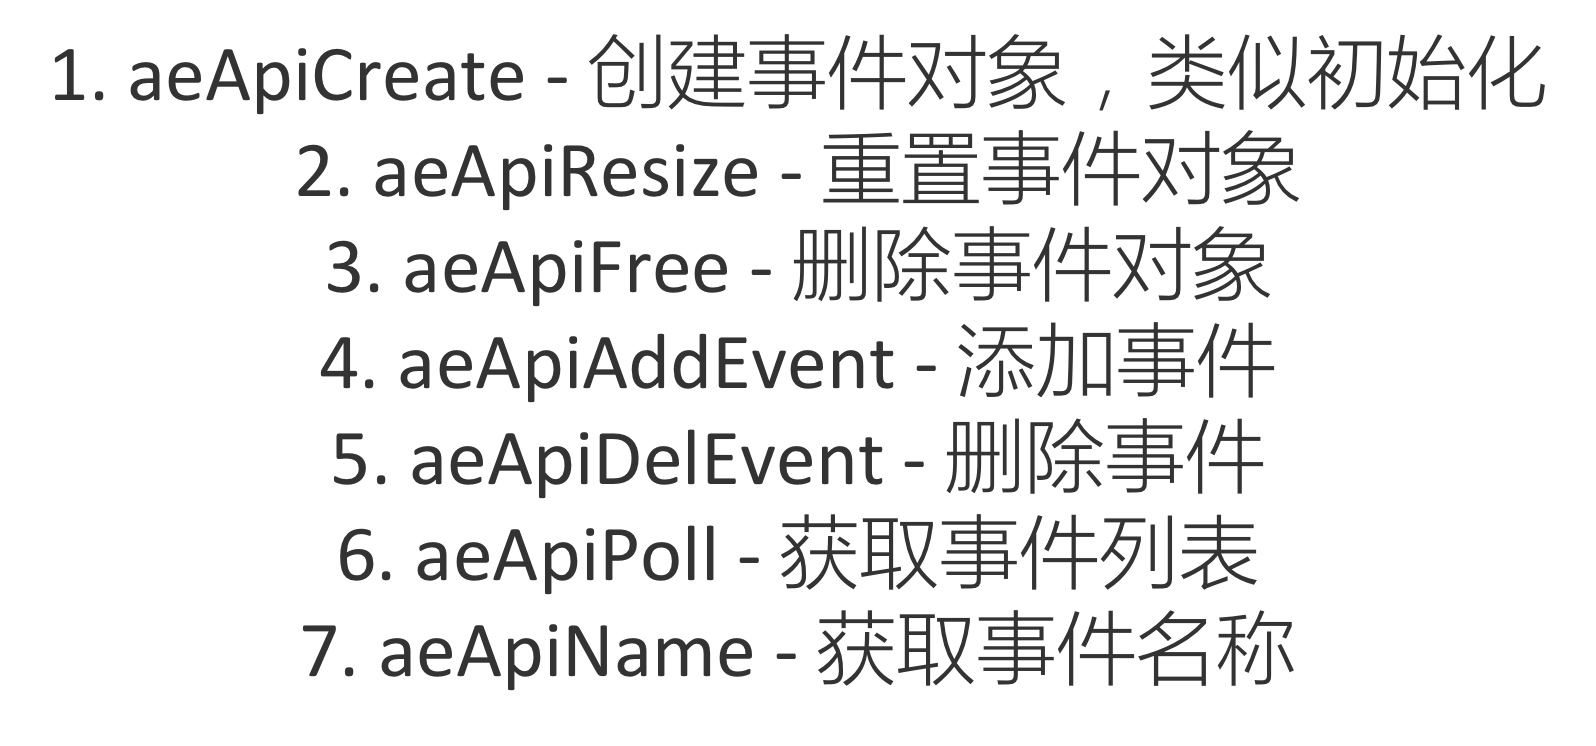 1. aeApiCreate - 创建事件对象，类似初始化
2. aeApiResize - 重置事件对象
3. aeApiFree - 删除事件对象
4. aeApiAddEvent - 添加事件
5. aeApiDelEvent - 删除事件
6. aeApiPoll - 获取事件列表
7. aeApiName - 获取事件名称